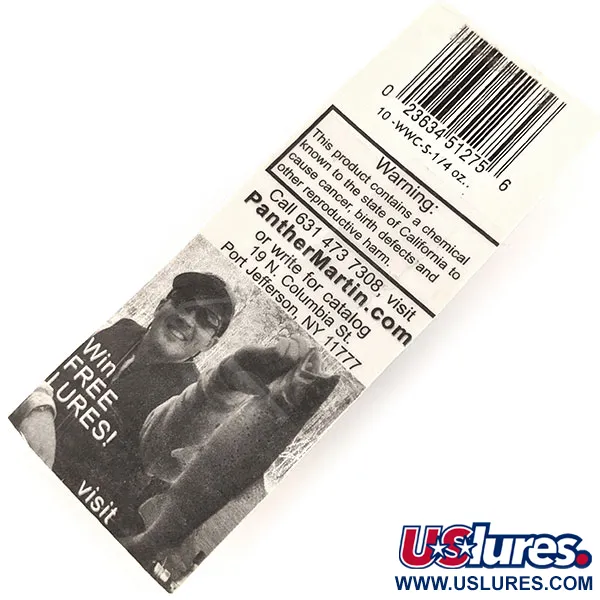 0 23634 51275 6
10 -WWC-5-1/4 oz..
Warning:
This product contains a chemical
known to the state of California to
cause cancer, birth defects and
other reproductive harm.
Call 631 473 7308, visit
PantherMartin.com
or write for catalog
19 N. Columbia St.
Port Jefferson, NY 11777
Win
FREE
LURES!
visit
USlures.
WWW.USLURES.COM